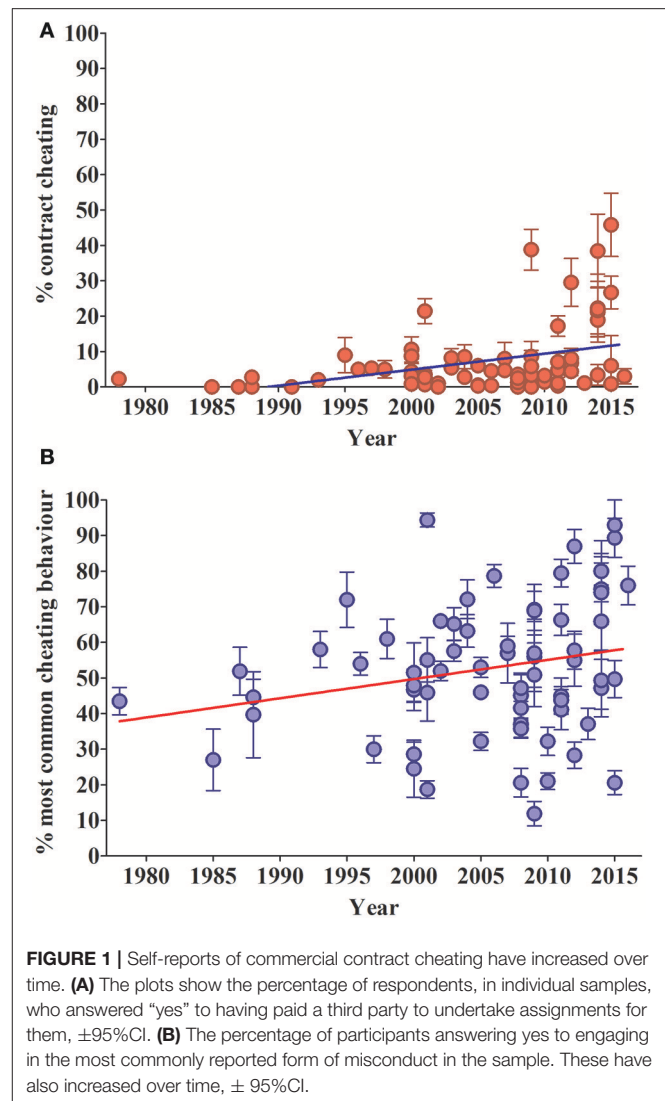 A
100
90
80
70
60
50
40
30
20
10
0
% contract cheating
1980 1985 1990 1995 2000 2005 2010 2015
Year
B
100
90
80
70
60
50
40
30
20
10
0
% most common cheating behaviour
1980 1985 1990 1995 2000 2005 2010 2015
Year
FIGURE 1 | Self-reports of commercial contract cheating have increased over
time. (A) The plots show the percentage of respondents, in individual samples,
who answered “yes” to having paid a third party to undertake assignments for
them, ±95%CI. (B) The percentage of participants answering yes to engaging
in the most commonly reported form of misconduct in the sample. These have
also increased over time, ± 95%CI.